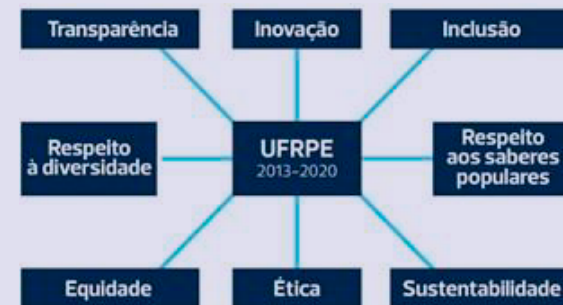 Transparência
Inovação
Inclusão
Respeito
à diversidade
UFRPE
2013-2020
Respeito
aos saberes
populares
Equidade
Ética
Sustentabilidade